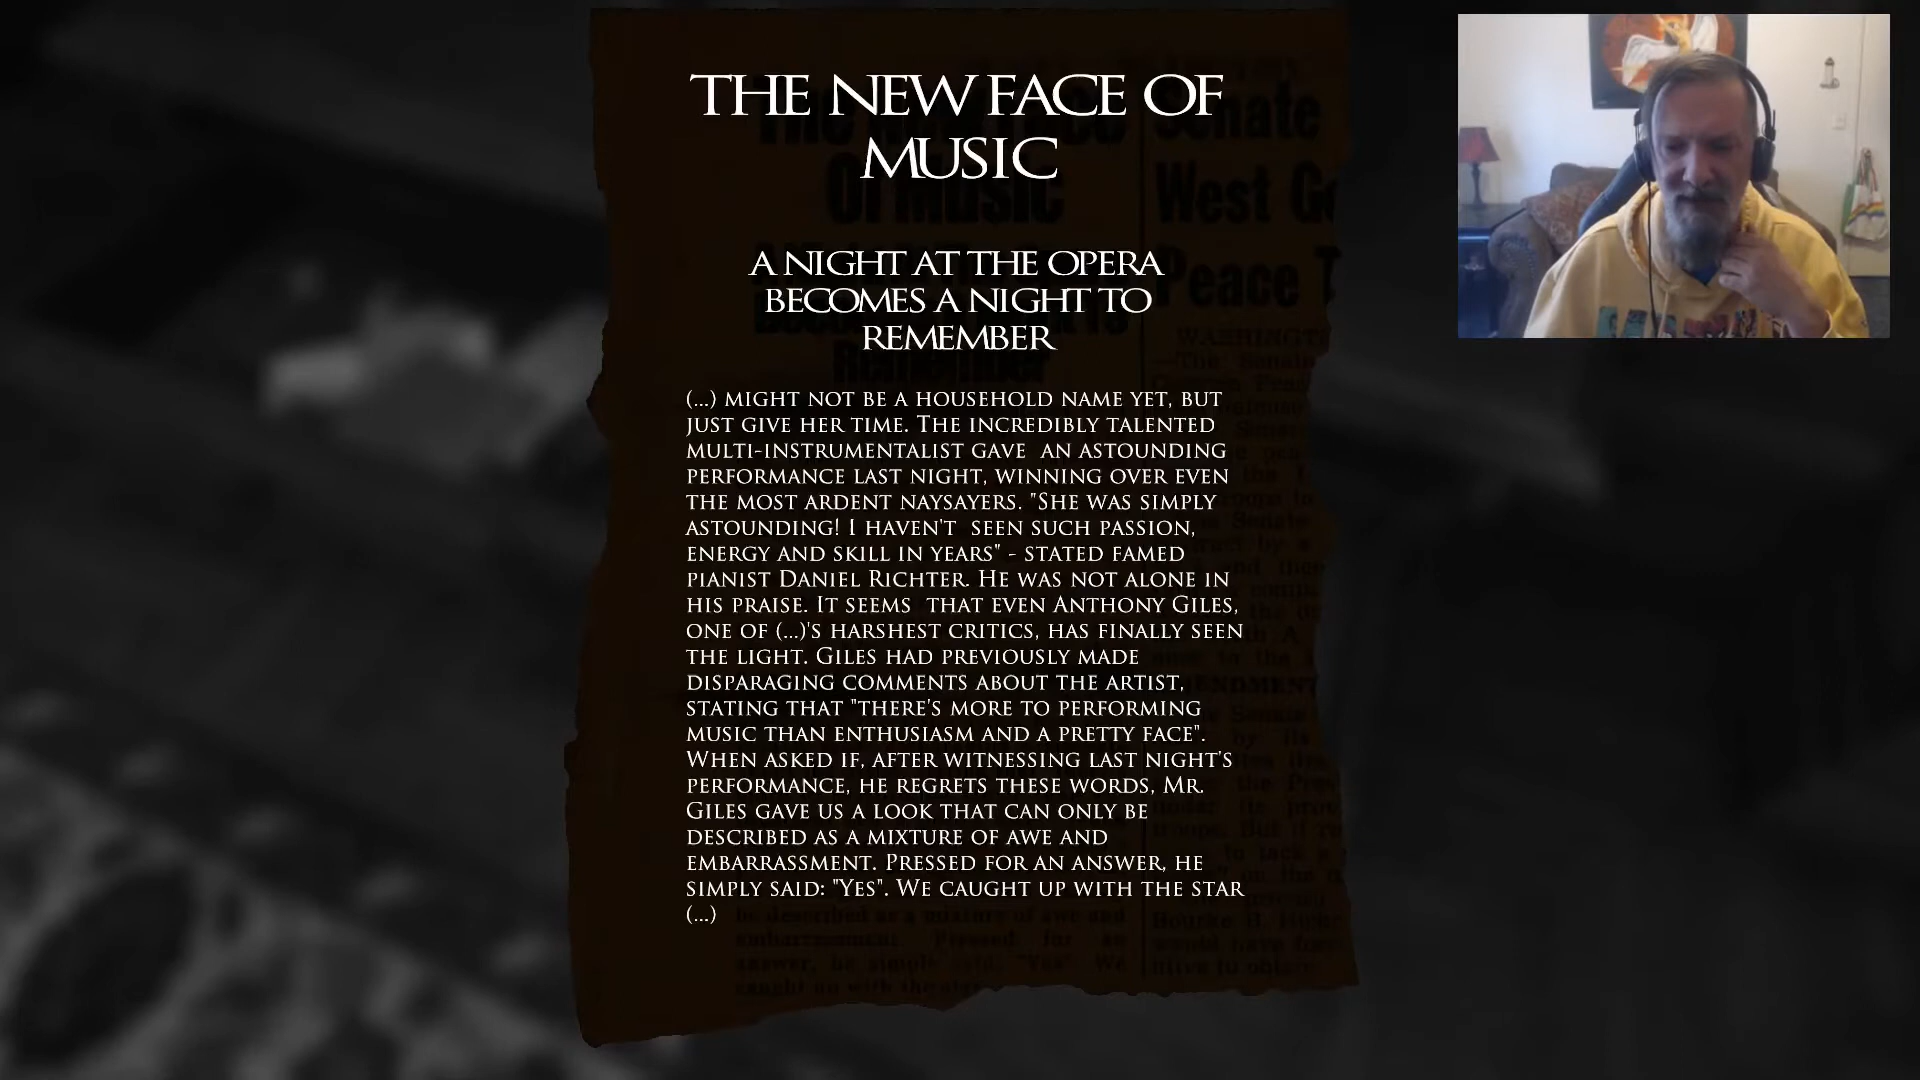 THE NEW FACE OF
MUSIC
A NIGHT AT THE OPERA
BECOMES A NIGHT TO
REMEMBER
(...) MIGHT NOT BE A HOUSEHOLD NAME YET, BUT
JUST GIVE HER TIME. THE INCREDIBLY TALENTED
MULTI-INSTRUMENTALIST GAVE  AN ASTOUNDING
PERFORMANCE LAST NIGHT, WINNING OVER EVEN
THE MOST ARDENT NAYSAYERS. "SHE WAS SIMPLY
ASTOUNDING! I HAVEN'T  SEEN SUCH PASSION,
ENERGY AND SKILL IN YEARS" - STATED FAMED
PIANIST DANIEL RICHTER. HE WAS NOT ALONE IN
HIS PRAISE. IT SEEMS  THAT EVEN ANTHONY GILES,
ONE OF (...)'S HARSHEST CRITICS, HAS FINALLY SEEN
THE LIGHT. GILES HAD PREVIOUSLY MADE
DISPARAGING COMMENTS ABOUT THE ARTIST,
STATING THAT "THERE'S MORE TO PERFORMING
MUSIC THAN ENTHUSIASM AND A PRETTY FACE".
WHEN ASKED IF, AFTER WITNESSING LAST NIGHT'S
PERFORMANCE, HE REGRETS THESE WORDS, MR.
GILES GAVE US A LOOK THAT CAN ONLY BE
DESCRIBED AS A MIXTURE OF AWE AND
EMBARRASSMENT. PRESSED FOR AN ANSWER, HE
SIMPLY SAID: "YES". WE CAUGHT UP WITH THE STAR
(...)
Senate
West
Peace